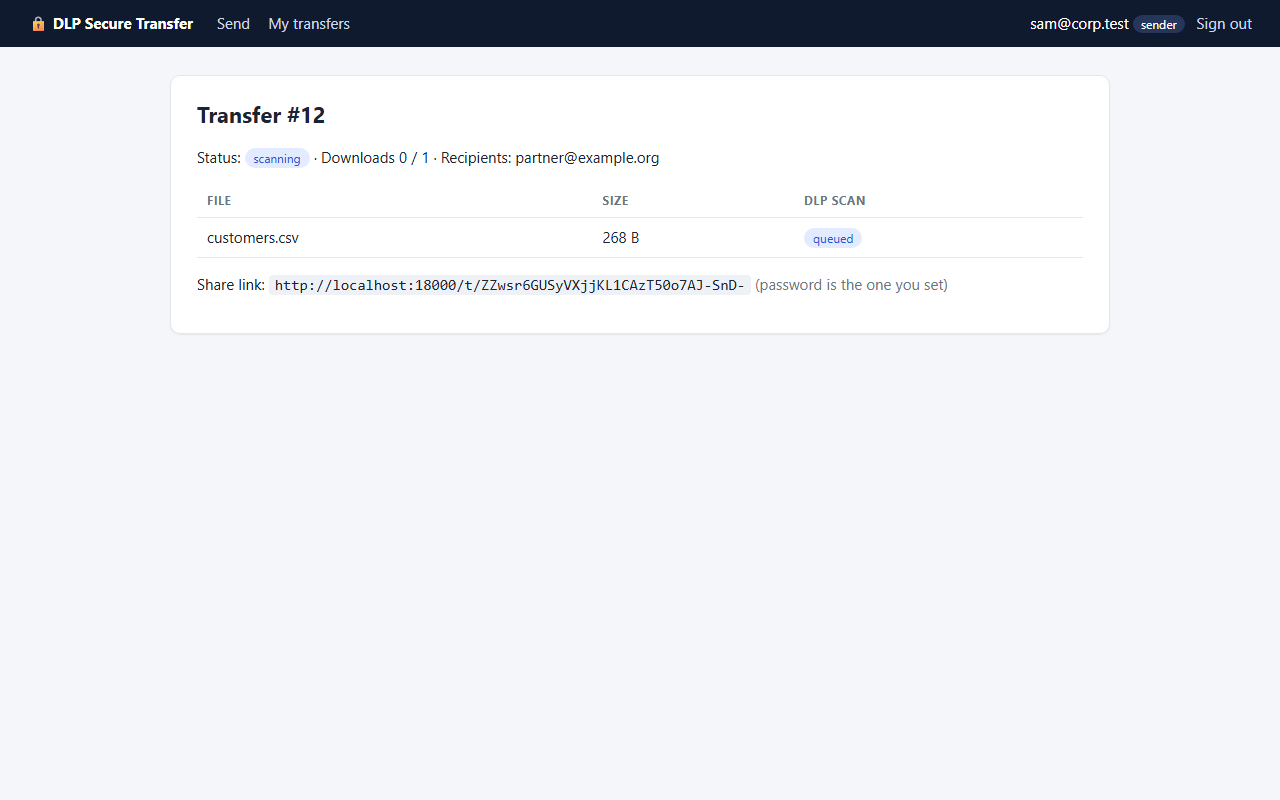 DLP Secure Transfer Send My transfers sam@corp.test sender Sign out
Transfer #12
Status: scanning · Downloads 0 / 1 · Recipients: partner@example.org
FILE SIZE DLP SCAN
customers.csv 268 B queued
Share link: http://localhost:18000/t/ZZwsr6GUSyVXjjKL1CAzT50o7AJ-SnD- (password is the one you set)